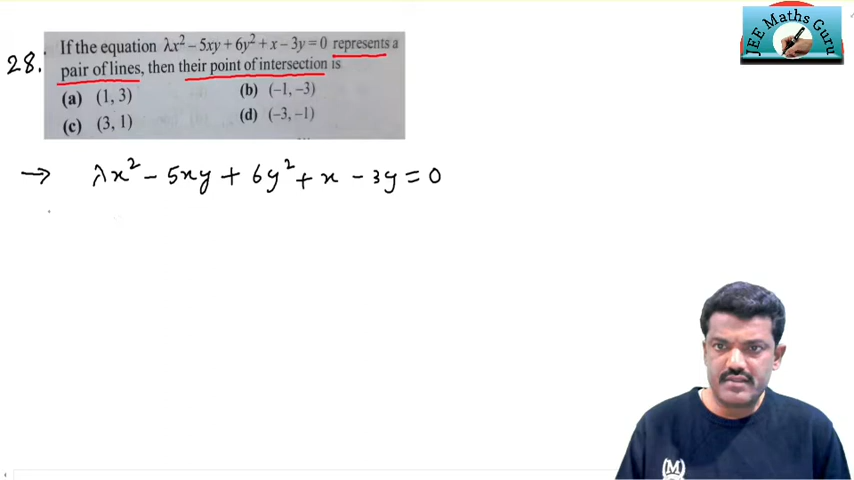 28. If the equation λx² – 5xy + 6y² + x – 3y = 0 represents a
pair of lines, then their point of intersection is
(a) (1, 3) (b) (–1, –3)
(c) (3, 1) (d) (–3, –1)
→ λx² – 5xy + 6y² + x – 3y = 0
JEE Maths Guru
(M)